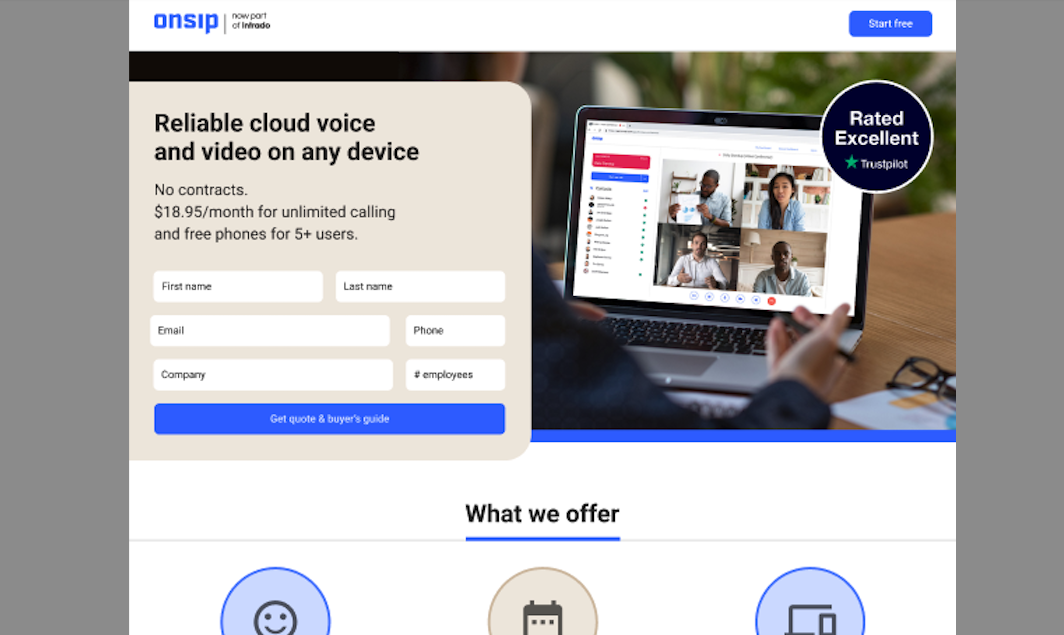 onsip
now part
of Intrado
Start free
Reliable cloud voice
and video on any device
No contracts.
$18.95/month for unlimited calling
and free phones for 5+ users.
First name
Last name
Email
Phone
Company
# employees
Get quote & buyer's guide
Rated
Excellent
Trustpilot
Contacts
What we offer